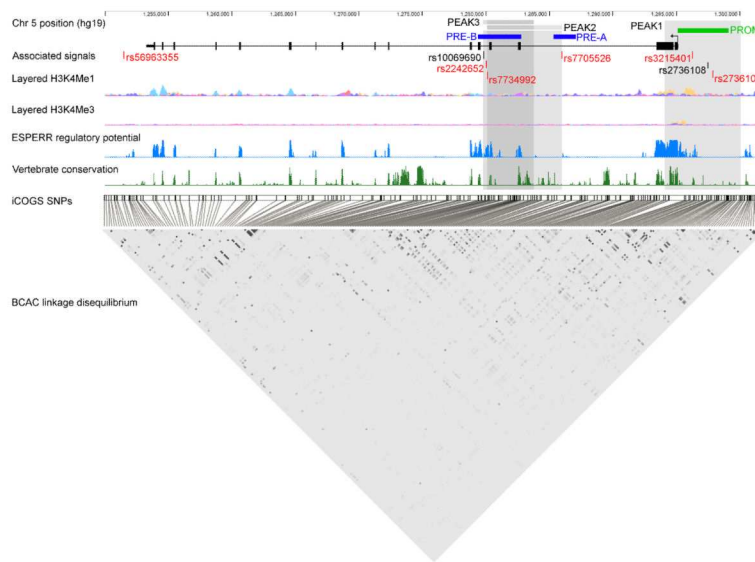 1,255,000 1,260,000 1,265,000 1,270,000 1,275,000 1,280,000 1,285,000 1,290,000 1,295,000 1,300,000
Chr 5 position (hg19)
PEAK3 PEAK2 PEAK1
PRE-B PRE-A PROM
Associated signals
rs56963355 rs10069690 rs7705526 rs3215401
rs2242652 rs2736108
rs7734992 rs273610
Layered H3K4Me1
Layered H3K4Me3
ESPERR regulatory potential
Vertebrate conservation
iCOGS SNPs
BCAC linkage disequilibrium